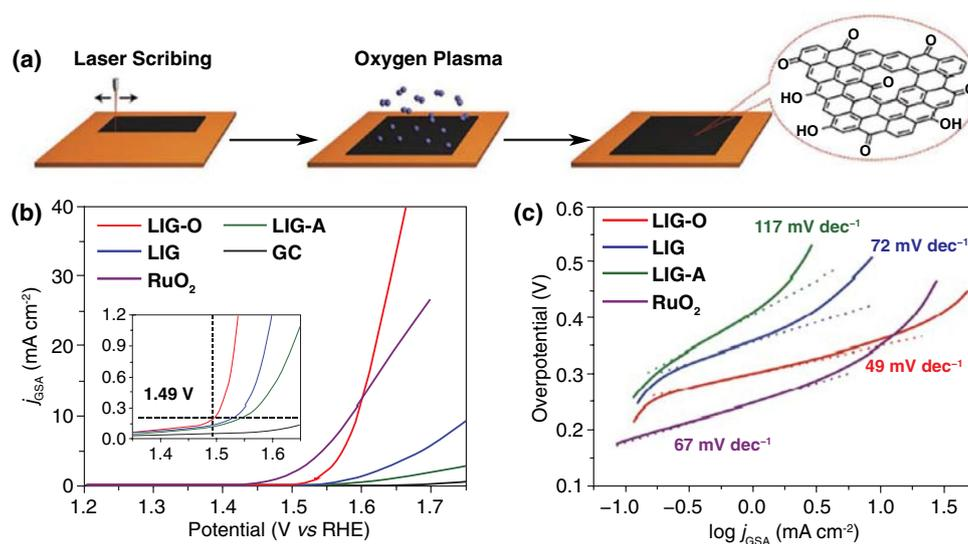 (a)
Laser Scribing
Oxygen Plasma
O
O
O
O
O
HO
HO
OH
O
(b)
40
30
20
10
0
j_GSA (mA cm⁻²)
LIG-O
LIG-A
LIG
GC
RuO₂
1.2
0.9
0.6
0.3
0.0
1.49 V
1.4
1.5
1.6
1.2
1.3
1.4
1.5
1.6
1.7
Potential (V vs RHE)
(c)
0.6
0.5
0.4
0.3
0.2
0.1
Overpotential (V)
LIG-O
LIG
LIG-A
RuO₂
117 mV dec⁻¹
72 mV dec⁻¹
49 mV dec⁻¹
67 mV dec⁻¹
−1.0
−0.5
0.0
0.5
1.0
1.5
log j_GSA (mA cm⁻²)